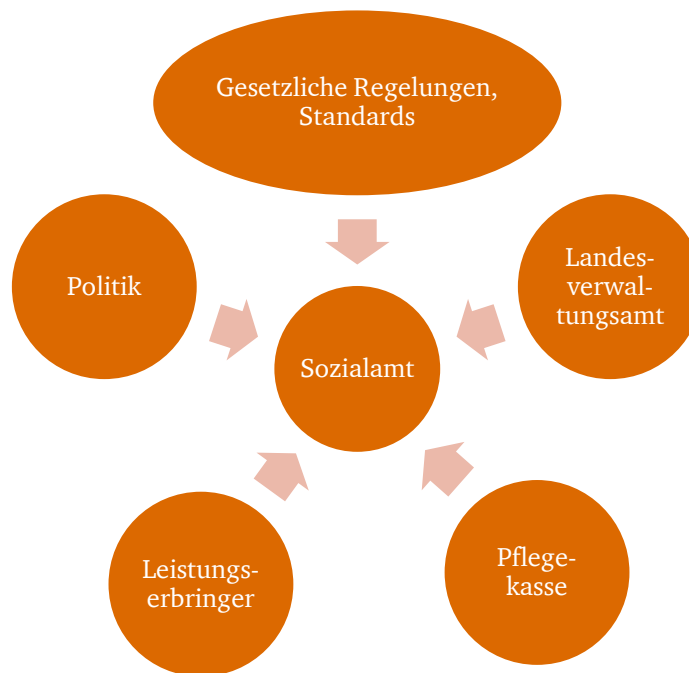 Gesetzliche Regelungen,
Standards
Politik
Landes-
verwal-
tungsamt
Sozialamt
Leistungs-
erbringer
Pflege-
kasse